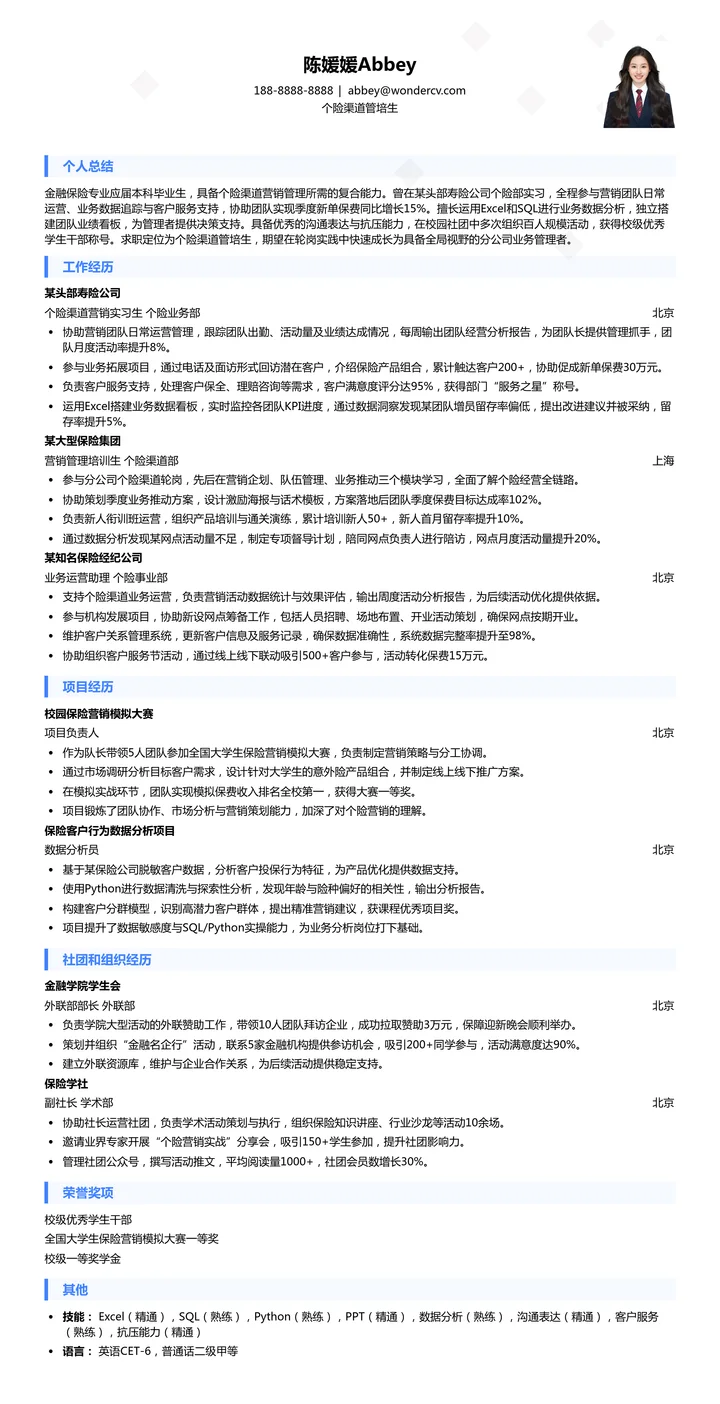 陈媛媛Abbey
188-8888-8888 | abbey@wondercv.com
个险渠道管培生
个人总结
金融保险专业应届本科毕业生，具备个险渠道营销管理所需的复合能力。曾在某头部寿险公司个险部实习，全程参与营销团队日常
运营、业务数据追踪与客户服务支持，协助团队实现季度新单保费同比增长15%。擅长运用Excel和SQL进行业务数据分析，独立搭
建团队业绩看板，为管理者提供决策支持。具备优秀的沟通表达与抗压能力，在校园社团中多次组织百人规模活动，获得校级优秀
学生干部称号。求职定位为个险渠道管培生，期望在轮岗实践中快速成长为具备全局视野的分公司业务管理者。
工作经历
某头部寿险公司
个险渠道营销实习生 个险业务部 北京
• 协助营销团队日常运营管理，跟踪团队出勤、活动量及业绩达成情况，每周输出团队经营分析报告，为团队长提供管理抓手，团
队月度活动率提升8%。
• 参与业务拓展项目，通过电话及面访形式回访潜在客户，介绍保险产品组合，累计触达客户200+，协助促成新单保费30万元。
• 负责客户服务支持，处理客户保全、理赔咨询等需求，客户满意度评分达95%，获得部门“服务之星”称号。
• 运用Excel搭建业务数据看板，实时监控各团队KPI进度，通过数据洞察发现某团队增员留存率偏低，提出改进建议并被采纳，留
存率提升5%。
某大型保险集团
营销管理培训生 个险渠道部 上海
• 参与分公司个险渠道轮岗，先后在营销企划、队伍管理、业务推动三个模块学习，全面了解个险经营全链路。
• 协助策划季度业务推动方案，设计激励海报与话术模板，方案落地后团队季度保费目标达成率102%。
• 负责新人衔训班运营，组织产品培训与通关演练，累计培训新人50+，新人首月留存率提升10%。
• 通过数据分析发现某网点活动量不足，制定专项督导计划，陪同网点负责人进行陪访，网点月度活动量提升20%。
某知名保险经纪公司
业务运营助理 个险事业部 北京
• 支持个险渠道业务运营，负责营销活动数据统计与效果评估，输出周度活动分析报告，为后续活动优化提供依据。
• 参与机构发展项目，协助新设网点筹备工作，包括人员招聘、场地布置、开业活动策划，确保网点按期开业。
• 维护客户关系管理系统，更新客户信息及服务记录，确保数据准确性，系统数据完整率提升至98%。
• 协助组织客户服务节活动，通过线上线下联动吸引500+客户参与，活动转化保费15万元。
项目经历
校园保险营销模拟大赛
项目负责人 北京
• 作为队长带领5人团队参加全国大学生保险营销模拟大赛，负责制定营销策略与分工协调。
• 通过市场调研分析目标客户需求，设计针对大学生的意外险产品组合，并制定线上线下推广方案。
• 在模拟实战环节，团队实现模拟保费收入排名全校第一，获得大赛一等奖。
• 项目锻炼了团队协作、市场分析与营销策划能力，加深了对个险营销的理解。
保险客户行为数据分析项目
数据分析员 北京
• 基于某保险公司脱敏客户数据，分析客户投保行为特征，为产品优化提供数据支持。
• 使用Python进行数据清洗与探索性分析，发现年龄与险种偏好的相关性，输出分析报告。
• 构建客户分群模型，识别高潜力客户群体，提出精准营销建议，获课程优秀项目奖。
• 项目提升了数据敏感度与SQL/Python实操能力，为业务分析岗位打下基础。
社团和组织经历
金融学院学生会
外联部部长 外联部 北京
• 负责学院大型活动的外联赞助工作，带领10人团队拜访企业，成功拉取赞助3万元，保障迎新晚会顺利举办。
• 策划并组织“金融名企行”活动，联系5家金融机构提供参访机会，吸引200+同学参与，活动满意度达90%。
• 建立外联资源库，维护与企业合作关系，为后续活动提供稳定支持。
保险学社
副社长 学术部 北京
• 协助社长运营社团，负责学术活动策划与执行，组织保险知识讲座、行业沙龙等活动10余场。
• 邀请业界专家开展“个险营销实战”分享会，吸引150+学生参加，提升社团影响力。
• 管理社团公众号，撰写活动推文，平均阅读量1000+，社团会员数增长30%。
荣誉奖项
校级优秀学生干部
全国大学生保险营销模拟大赛一等奖
校级一等奖学金
其他
• 技能： Excel（精通），SQL（熟练），Python（熟练），PPT（精通），数据分析（熟练），沟通表达（精通），客户服务
（熟练），抗压能力（精通）
• 语言： 英语CET-6，普通话二级甲等